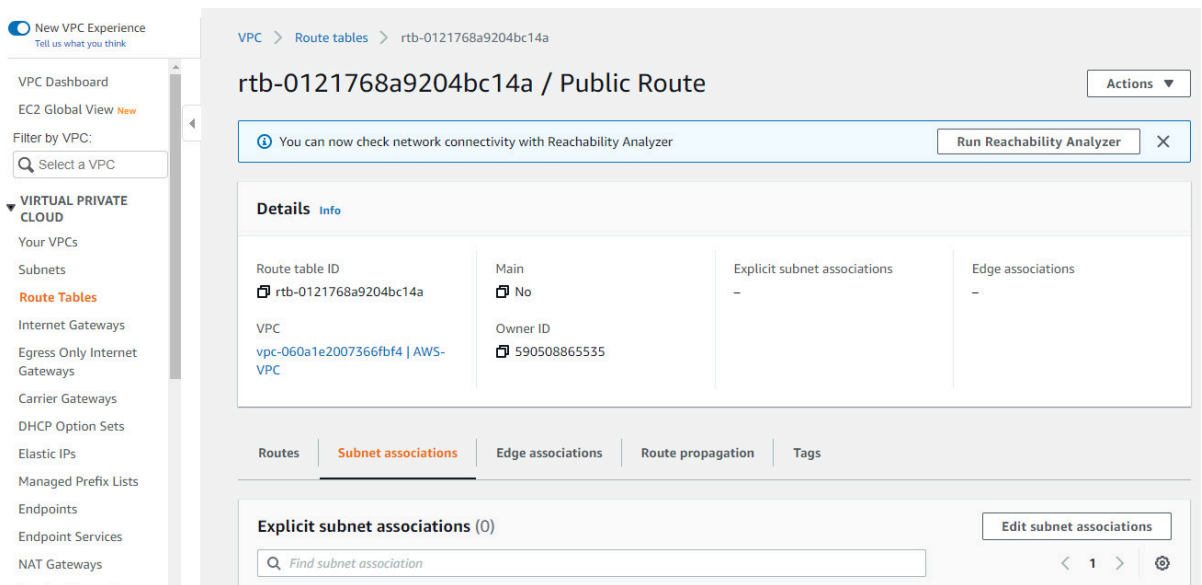 New VPC Experience
Tell us what you think
VPC Dashboard
EC2 Global View New
Filter by VPC:
Select a VPC
VIRTUAL PRIVATE
CLOUD
Your VPCs
Subnets
Route Tables
Internet Gateways
Egress Only Internet
Gateways
Carrier Gateways
DHCP Option Sets
Elastic IPs
Managed Prefix Lists
Endpoints
Endpoint Services
NAT Gateways
VPC > Route tables > rtb-0121768a9204bc14a
rtb-0121768a9204bc14a / Public Route
Actions
You can now check network connectivity with Reachability Analyzer
Run Reachability Analyzer
Details Info
Route table ID
rtb-0121768a9204bc14a
Main
No
Explicit subnet associations
–
Edge associations
–
VPC
vpc-060a1e2007366fbf4 | AWS-
VPC
Owner ID
590508865535
Routes
Subnet associations
Edge associations
Route propagation
Tags
Explicit subnet associations (0)
Edit subnet associations
Find subnet association
1